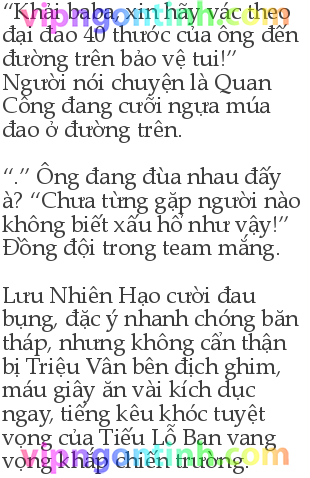 “Khải baba, xin hãy vác theo
đại đao 40 thước của ông đến
đường trên bảo vệ tui!”
Người nói chuyện là Quan
Công đang cưỡi ngựa múa
đao ở đường trên.

“.” Ông đang đùa nhau đấy
à? “Chưa từng gặp người nào
không biết xấu hổ như vậy!”
Đồng đội trong team mắng.

Lưu Nhiên Hạo cười đau
bụng, đặc ý nhanh chóng băn
tháp, nhưng không cẩn thận
bị Triệu Vân bên địch ghim,
máu giây ăn vài kích dục
ngay, tiếng kêu khóc tuyệt
vọng của Tiểu Lỗ Ban vang
vọng khắp chiến trường.
vipngontinh.com
vipngontinh.com